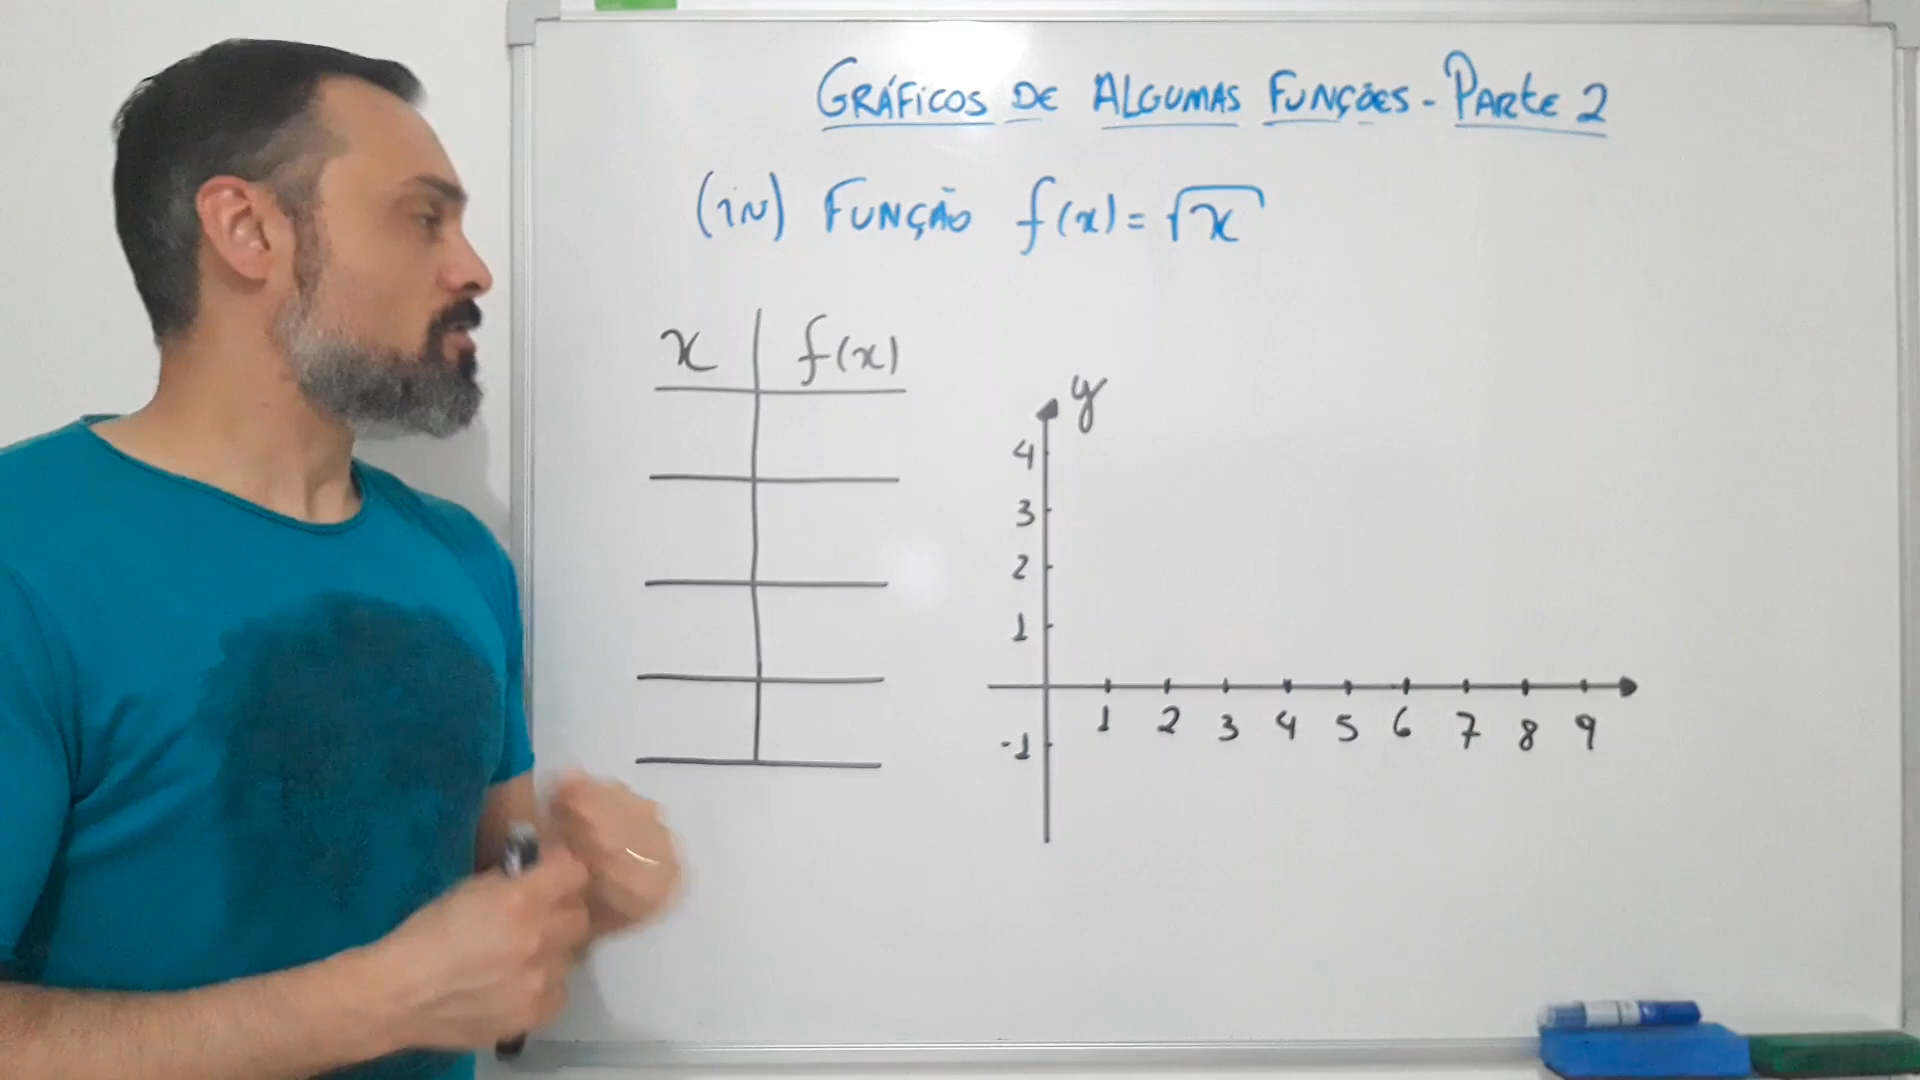 GRÁFICOS DE ALGUMAS FUNÇÕES - PARTE 2
(iv) FUNÇÃO f(x) = √x
x f(x)
y
4
3
2
1
1 2 3 4 5 6 7 8 9
-1